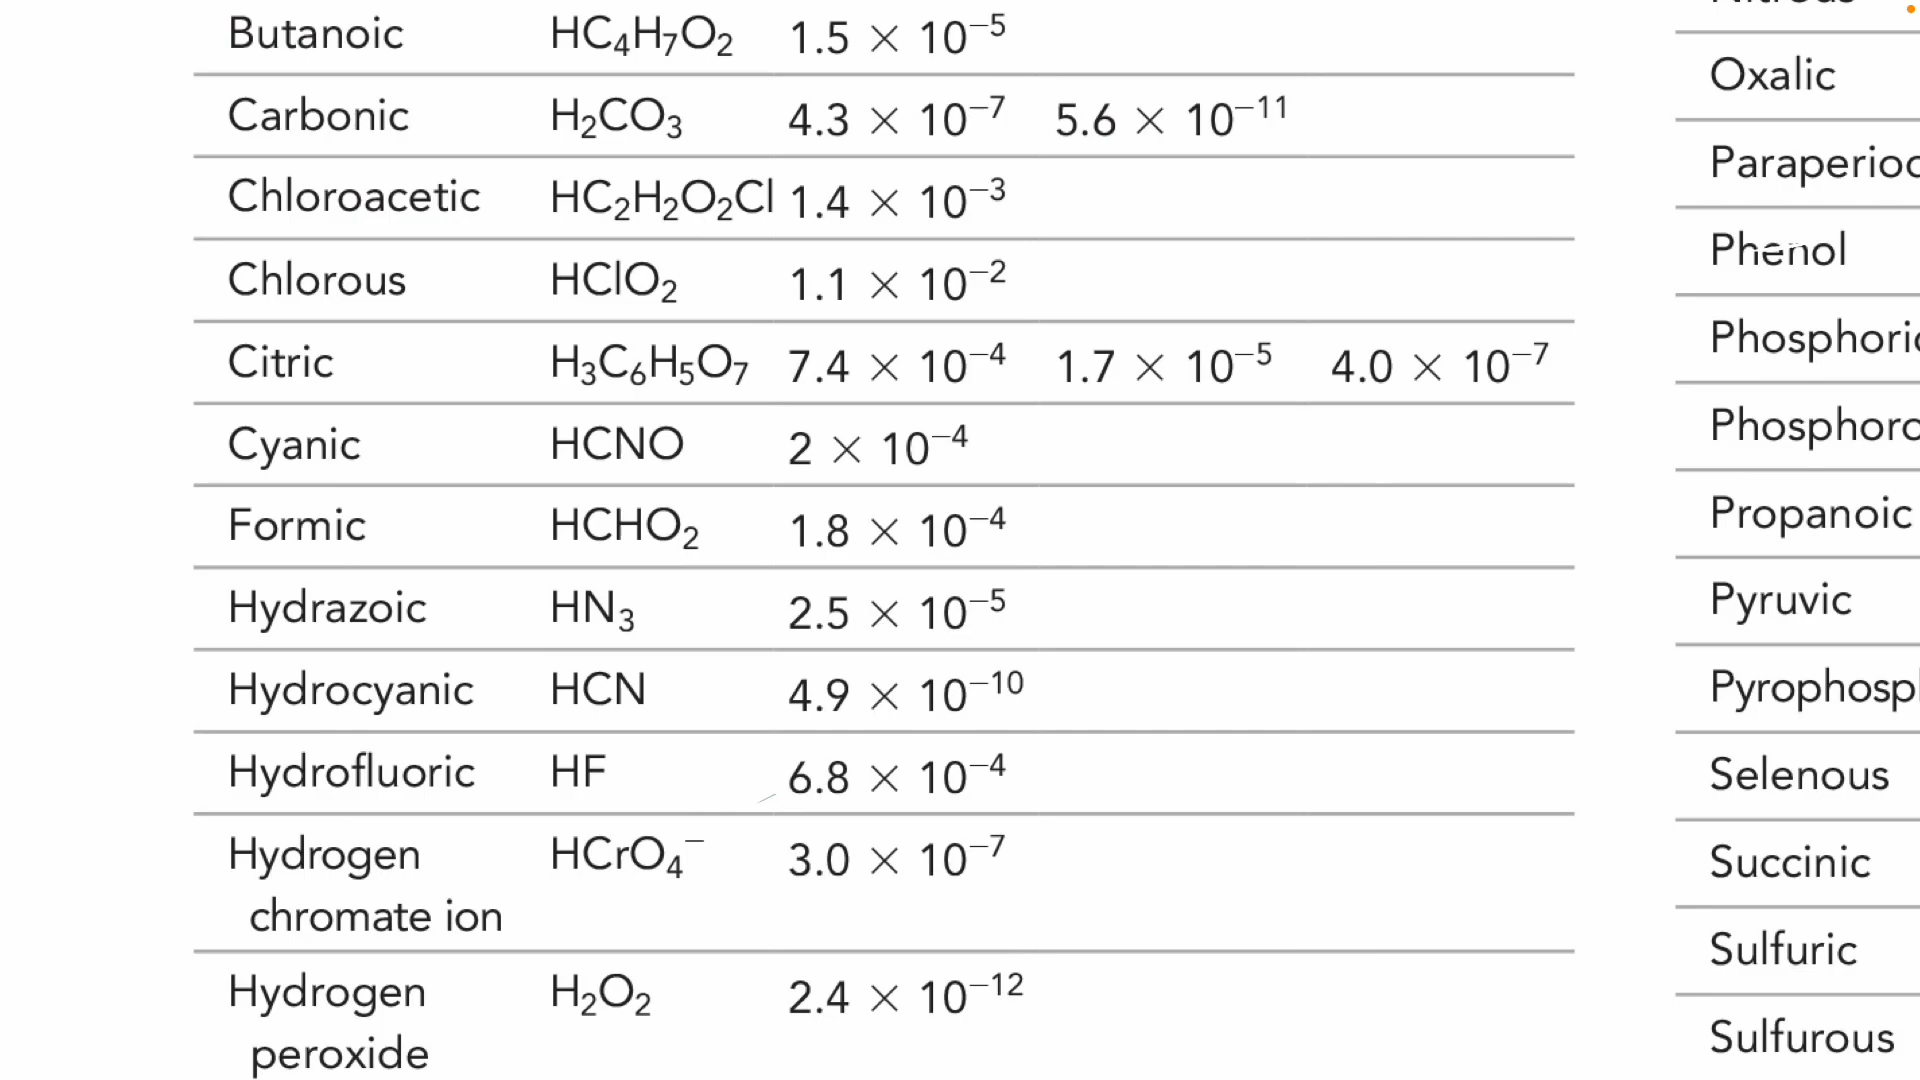 Butanoic HC₄H₇O₂ 1.5 × 10⁻⁵
Carbonic H₂CO₃ 4.3 × 10⁻⁷ 5.6 × 10⁻¹¹
Chloroacetic HC₂H₂O₂Cl 1.4 × 10⁻³
Chlorous HClO₂ 1.1 × 10⁻²
Citric H₃C₆H₅O₇ 7.4 × 10⁻⁴ 1.7 × 10⁻⁵ 4.0 × 10⁻⁷
Cyanic HCNO 2 × 10⁻⁴
Formic HCHO₂ 1.8 × 10⁻⁴
Hydrazoic HN₃ 2.5 × 10⁻⁵
Hydrocyanic HCN 4.9 × 10⁻¹⁰
Hydrofluoric HF 6.8 × 10⁻⁴
Hydrogen HCrO₄⁻ 3.0 × 10⁻⁷
chromate ion
Hydrogen H₂O₂ 2.4 × 10⁻¹²
peroxide
Oxalic
Phenol
Propanoic
Pyruvic
Selenous
Succinic
Sulfuric
Sulfurous